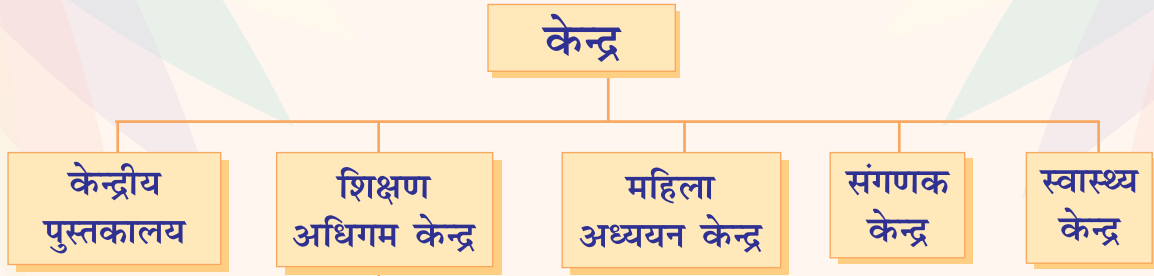 केन्द्र
केन्द्रीय
पुस्तकालय
शिक्षण
अधिगम केन्द्र
महिला
अध्ययन केन्द्र
संगणक
केन्द्र
स्वास्थ्य
केन्द्र